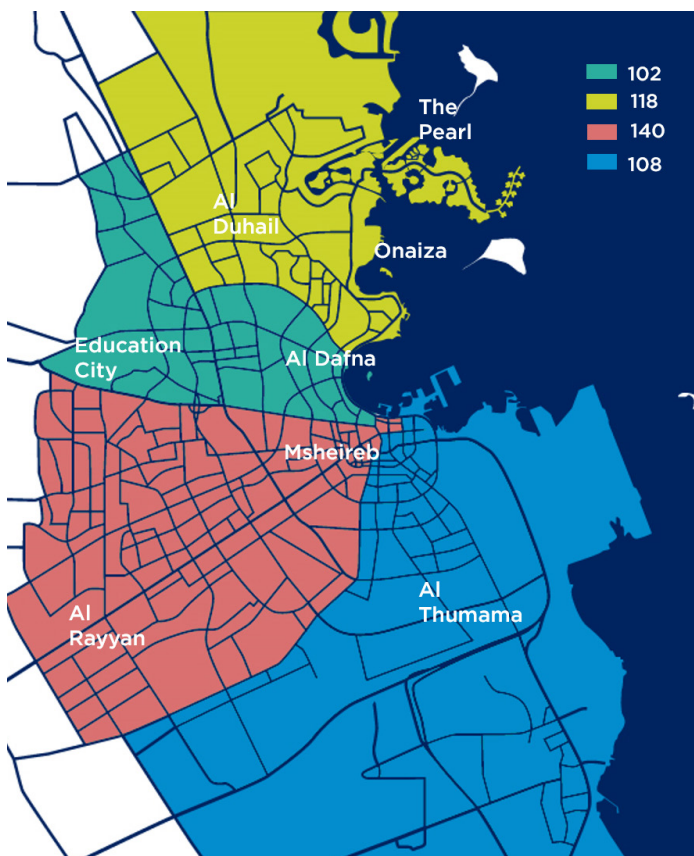 102
118
140
108
The
Pearl
Al
Duhail
Onaiza
Education
City
Al Dafna
Msheireb
Al
Thumama
Al
Rayyan